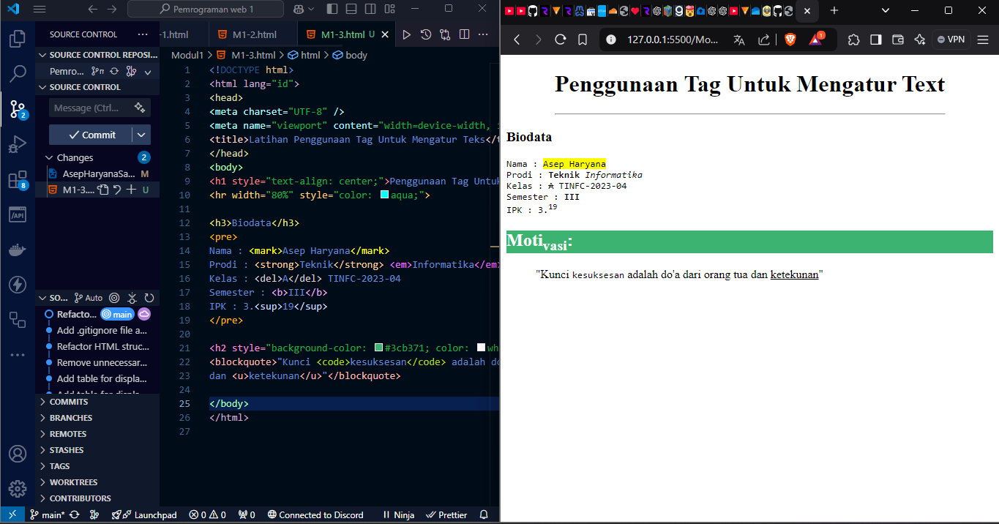 Pemrograman web 1
SOURCE CONTROL
-1.html
M1-2.html
M1-3.html U
SOURCE CONTROL REPOSI...
Modul1 > M1-3.html > html > body
Pemro...
SOURCE CONTROL
Message (Ctrl...
Commit
Changes 2
AsepHaryanaSa... M
M1-3.... U
2
8
/API
1 <!DOCTYPE html>
2 <html lang="id">
3 <head>
4 <meta charset="UTF-8" />
5 <meta name="viewport" content="width=device-width,
6 <title>Latihan Penggunaan Tag Untuk Mengatur Teks</t
7 </head>
8 <body>
9 <h1 style="text-align: center;">Penggunaan Tag Untuk
10 <hr width="80%" style="color: aqua;">
11
12 <h3>Biodata</h3>
13 <pre>
14 Nama : <mark>Asep Haryana</mark>
15 Prodi : <strong>Teknik</strong> <em>Informatika</em>
16 Kelas : <del>A</del> TINFC-2023-04
17 Semester : <b>III</b>
18 IPK : 3.<sup>19</sup>
19 </pre>
20
21 <h2 style="background-color: #3cb371; color: wh
22 <blockquote>"Kunci <code>kesuksesan</code> adalah do
23 dan <u>ketekunan</u>"</blockquote>
24
25 </body>
26 </html>
27
SO... Auto
Refacto... main
Add .gitignore file a...
Refactor HTML struc...
Remove unnecessar...
Add table for displa...
Add table for displa...
COMMITS
BRANCHES
REMOTES
STASHES
TAGS
WORKTREES
CONTRIBUTORS
main* Launchpad 0 0 0 Connected to Discord Ninja Prettier
127.0.0.1:5500/Mo...
1
VPN
Penggunaan Tag Untuk Mengatur Text
Biodata
Nama : Asep Haryana
Prodi : Teknik Informatika
Kelas : A TINFC-2023-04
Semester : III
IPK : 3.19
Motivasi:
"Kunci kesuksesan adalah do'a dari orang tua dan ketekunan"